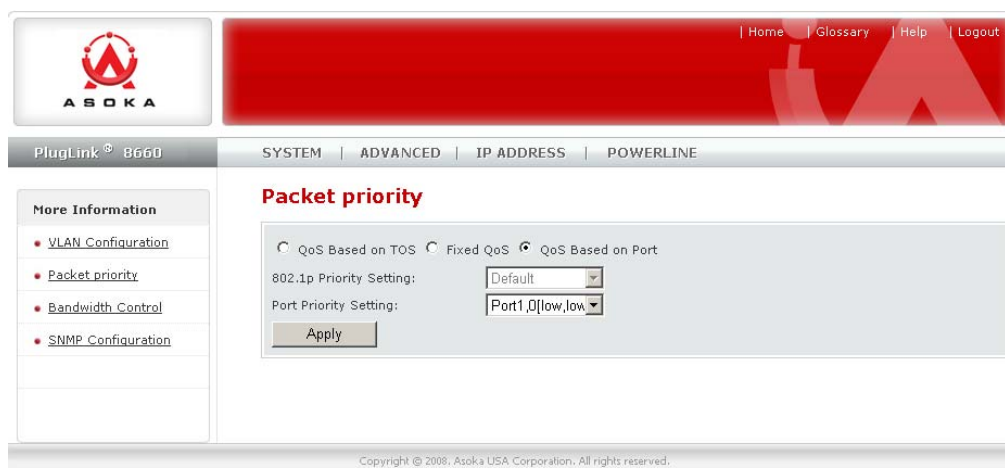 | Home | Glossary | Help | Logout
ASOKA
PlugLink ® 8660
SYSTEM | ADVANCED | IP ADDRESS | POWERLINE
More Information
VLAN Configuration
Packet priority
Bandwidth Control
SNMP Configuration
Packet priority
QoS Based on TOS Fixed QoS QoS Based on Port
802.1p Priority Setting: Default
Port Priority Setting: Port1,0[low,low
Apply
Copyright © 2008. Asoka USA Corporation. All rights reserved.